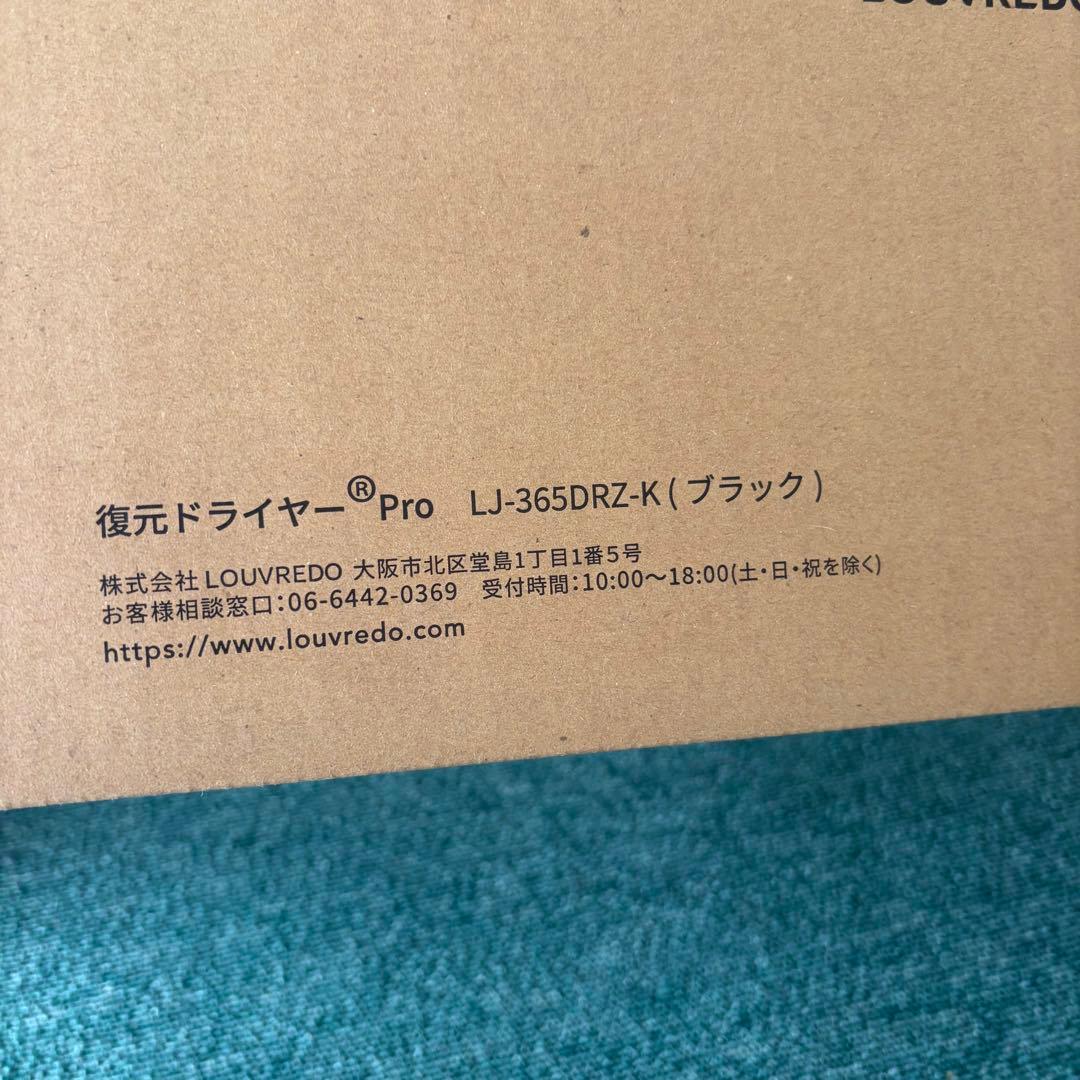 LOUVREDO
復元ドライヤー®Pro LJ-365DRZ-K(ブラック)
株式会社 LOUVREDO 大阪市北区堂島1丁目1番5号
お客様相談窓口:06-6442-0369 受付時間:10:00〜18:00(土・日・祝を除く)
https://www.louvredo.com